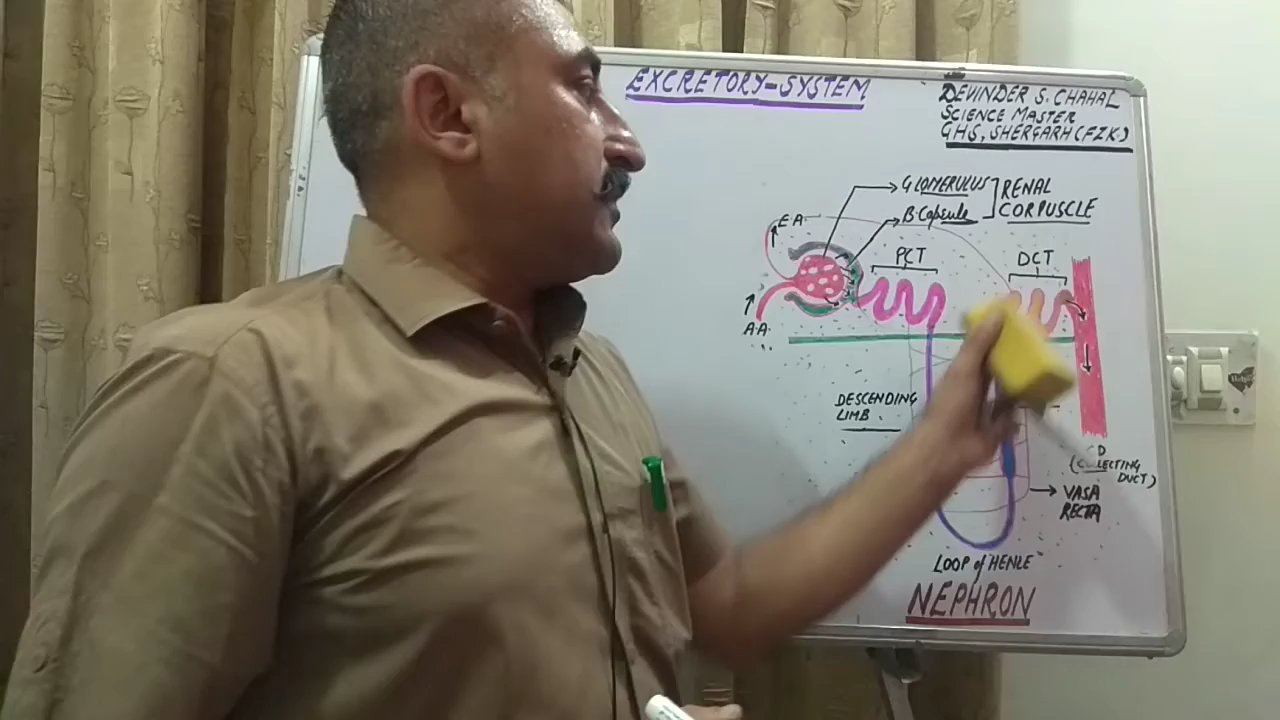 EXCRETORY-SYSTEM
DEVINDER S. CHAHAL
SCIENCE MASTER
GHS, SHERGARH (FZK)
GLOMERULUS
B. Capsule
RENAL
CORPUSCLE
E.A.
PCT
DCT
A.A.
DESCENDING
LIMB.
CD
(COLLECTING
DUCT)
VASA
RECTA
LOOP of HENLE
NEPHRON